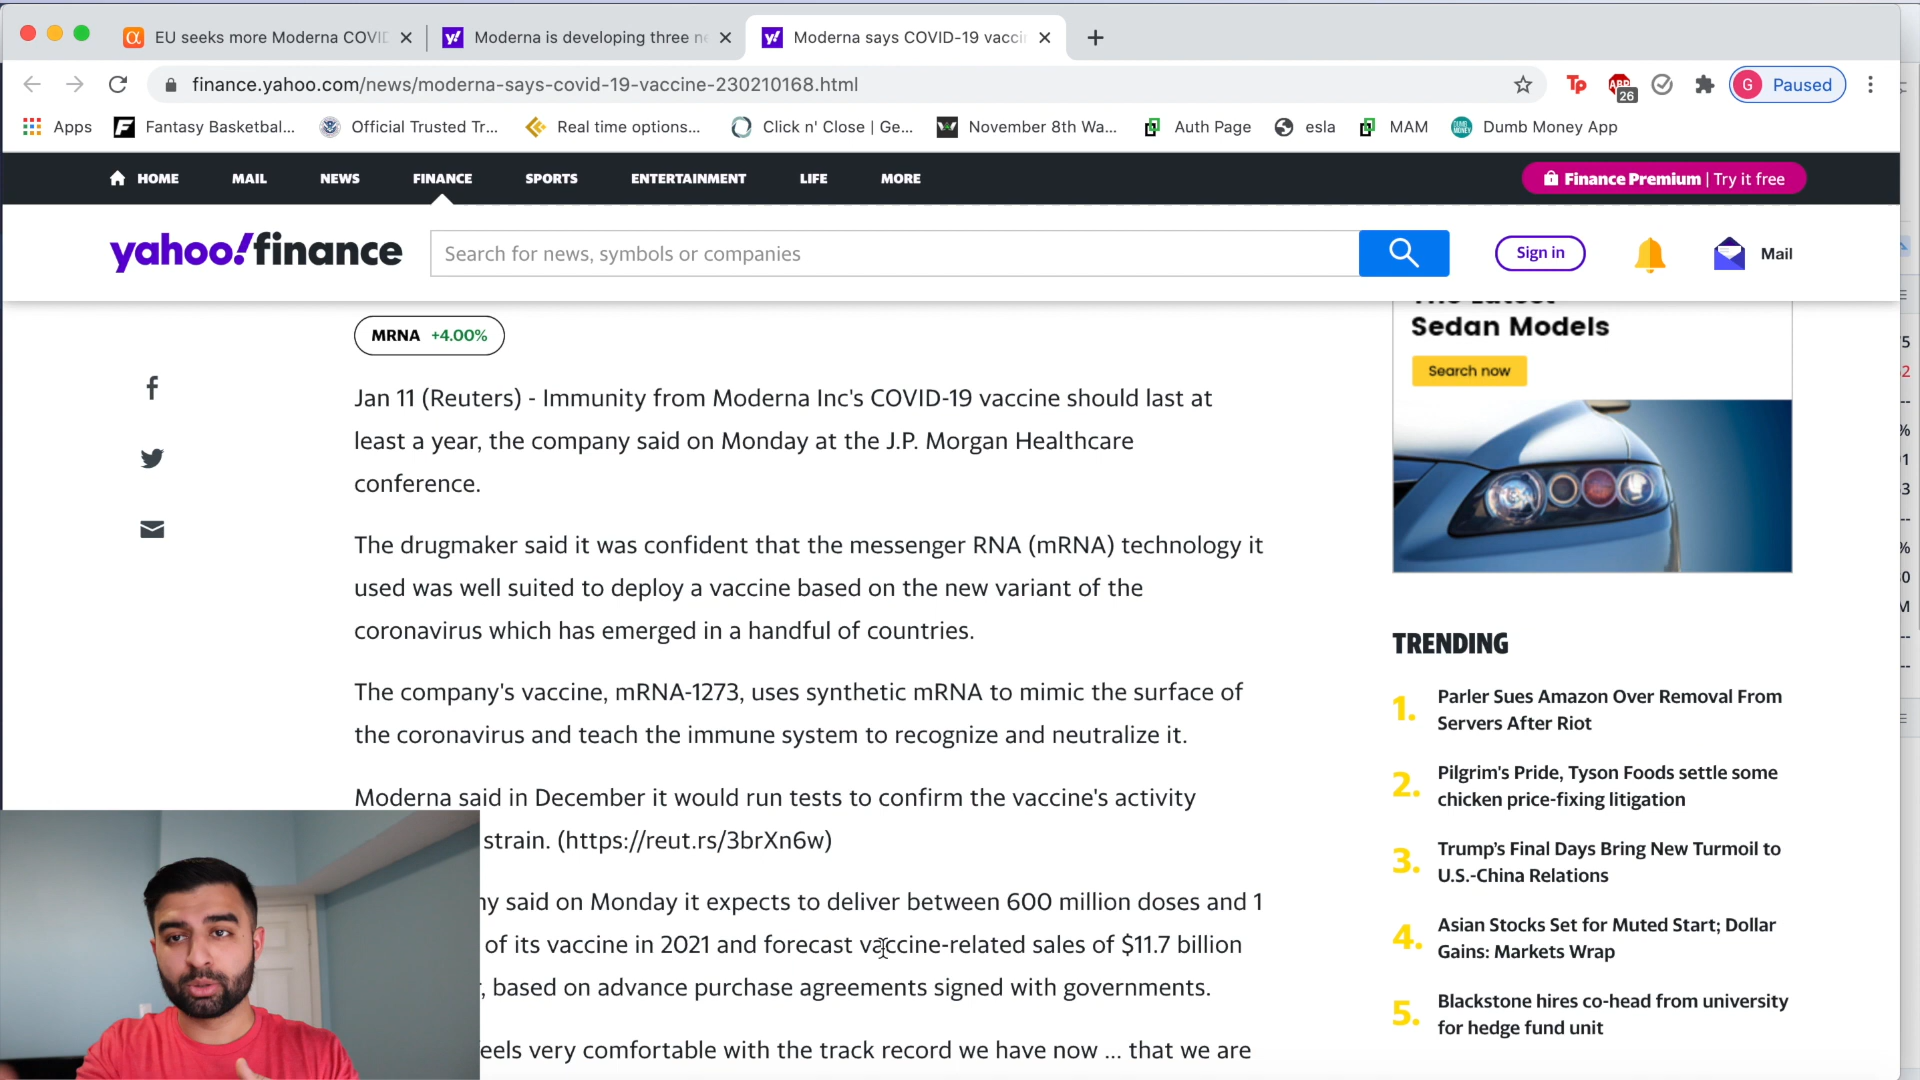 EU seeks more Moderna COVI
Moderna is developing three n
Moderna says COVID-19 vacci
finance.yahoo.com/news/moderna-says-covid-19-vaccine-230210168.html
Tp
ABP
26
G
Paused
Apps
Fantasy Basketbal...
Official Trusted Tr...
Real time options...
Click n' Close | Ge...
November 8th Wa...
Auth Page
esla
MAM
Dumb Money App
HOME
MAIL
NEWS
FINANCE
SPORTS
ENTERTAINMENT
LIFE
MORE
Finance Premium | Try it free
yahoo!finance
Search for news, symbols or companies
Sign in
Mail
MRNA +4.00%
Jan 11 (Reuters) - Immunity from Moderna Inc's COVID-19 vaccine should last at
least a year, the company said on Monday at the J.P. Morgan Healthcare
conference.
The drugmaker said it was confident that the messenger RNA (mRNA) technology it
used was well suited to deploy a vaccine based on the new variant of the
coronavirus which has emerged in a handful of countries.
The company's vaccine, mRNA-1273, uses synthetic mRNA to mimic the surface of
the coronavirus and teach the immune system to recognize and neutralize it.
Moderna said in December it would run tests to confirm the vaccine's activity
strain. (https://reut.rs/3brXn6w)
ny said on Monday it expects to deliver between 600 million doses and 1
of its vaccine in 2021 and forecast vaccine-related sales of $11.7 billion
, based on advance purchase agreements signed with governments.
eels very comfortable with the track record we have now ... that we are
Sedan Models
Search now
TRENDING
1. Parler Sues Amazon Over Removal From
Servers After Riot
2. Pilgrim's Pride, Tyson Foods settle some
chicken price-fixing litigation
3. Trump's Final Days Bring New Turmoil to
U.S.-China Relations
4. Asian Stocks Set for Muted Start; Dollar
Gains: Markets Wrap
5. Blackstone hires co-head from university
for hedge fund unit